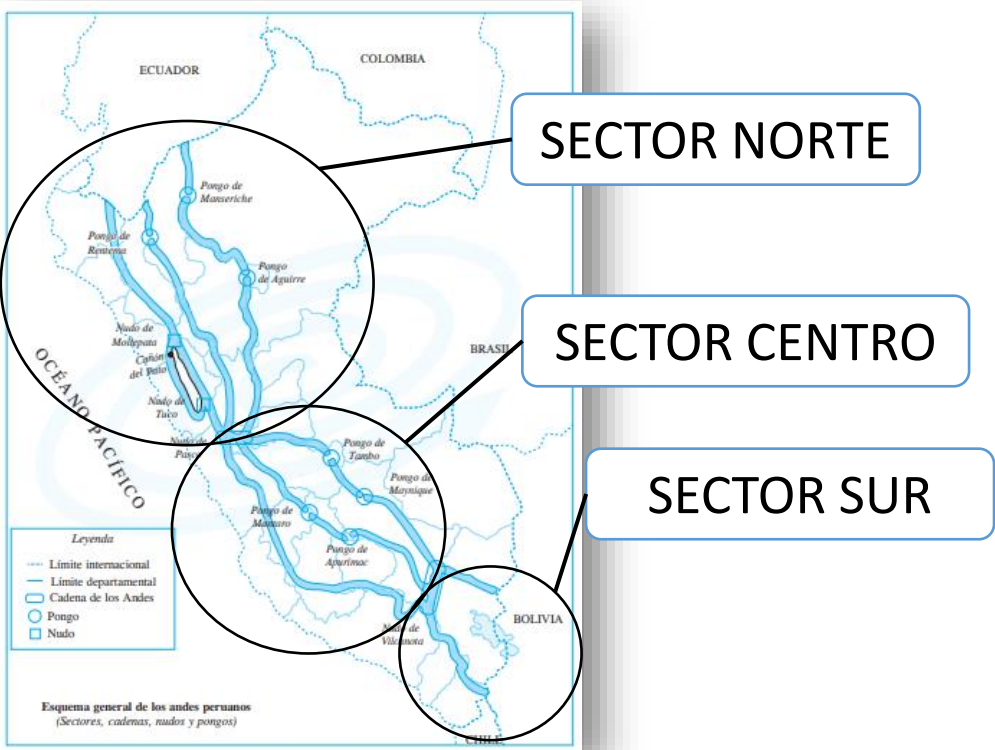 ECUADOR
COLOMBIA
SECTOR NORTE
Pongo de
Manseriche
Pongo de
Rentema
Pongo
de Aguirre
Nudo de
Mollepata
Cañón
del Pato
Nudo de
Tuco
BRASIL
SECTOR CENTRO
OCÉANO PACÍFICO
Nudo de
Pasco
Pongo de
Tambo
Pongo de
Maynique
SECTOR SUR
Pongo de
Mantaro
Pongo de
Apurímac
Leyenda
Límite internacional
Límite departamental
Cadena de los Andes
Pongo
Nudo
BOLIVIA
Nudo de
Vilcanota
Esquema general de los andes peruanos
(Sectores, cadenas, nudos y pongos)
CHILE